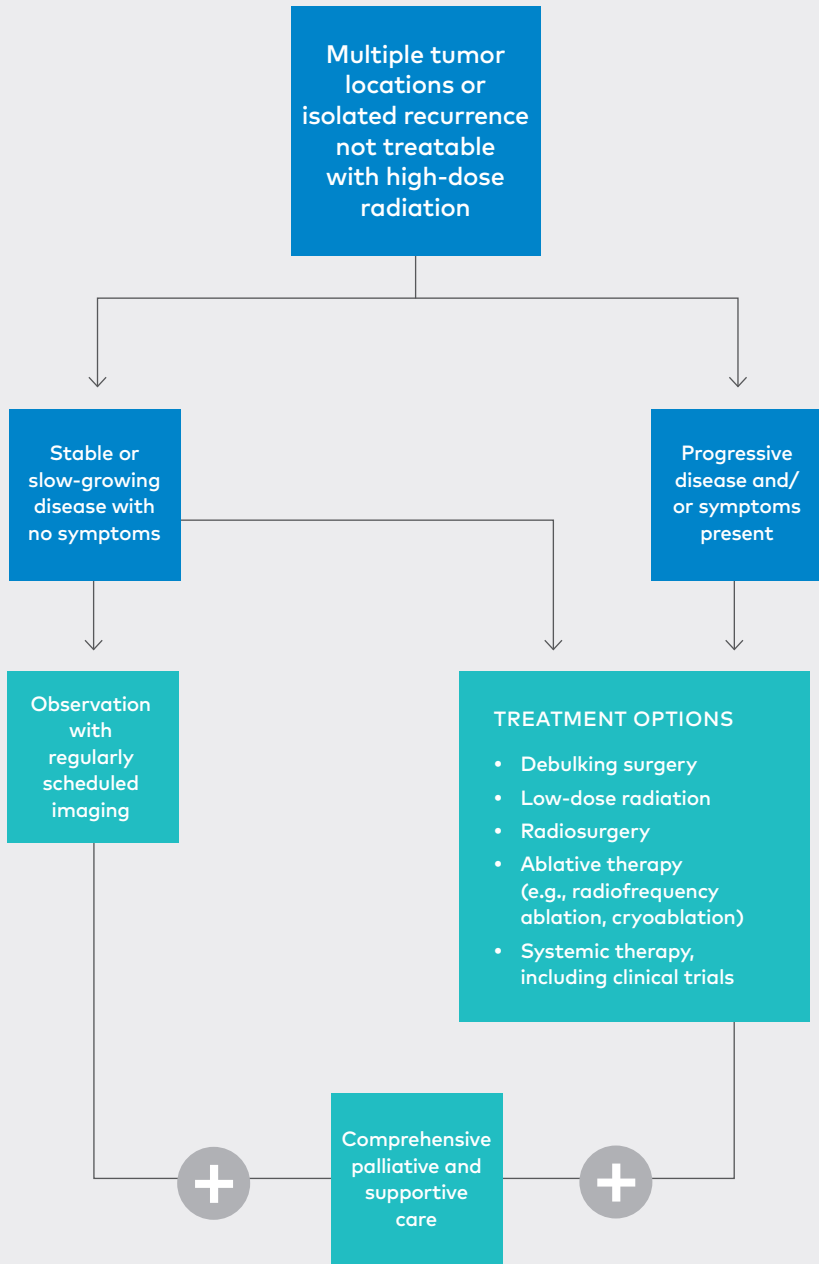 Multiple tumor
locations or
isolated recurrence
not treatable
with high-dose
radiation
Stable or
slow-growing
disease with
no symptoms
Progressive
disease and/
or symptoms
present
Observation
with
regularly
scheduled
imaging
TREATMENT OPTIONS
• Debulking surgery
• Low-dose radiation
• Radiosurgery
• Ablative therapy
(e.g., radiofrequency
ablation, cryoablation)
• Systemic therapy,
including clinical trials
+
Comprehensive
palliative and
supportive
care
+